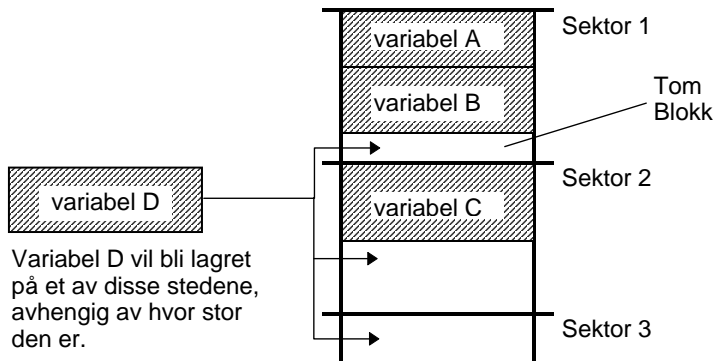 variabel A
Sektor 1
variabel B
Tom
Blokk
Sektor 2
variabel D
variabel C
Variabel D vil bli lagret
på et av disse stedene,
avhengig av hvor stor
den er.
Sektor 3